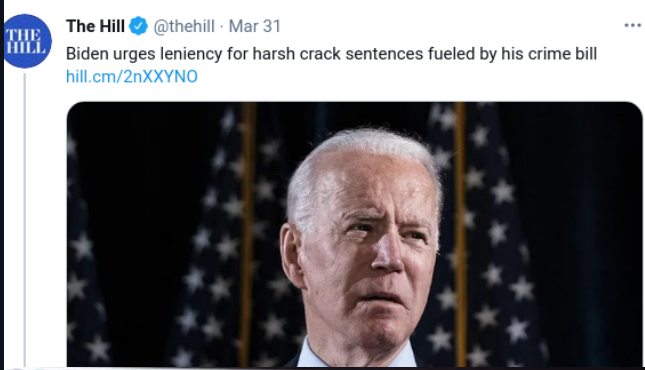 THE
HILL
The Hill @thehill · Mar 31
Biden urges leniency for harsh crack sentences fueled by his crime bill
hill.cm/2nXXYNO